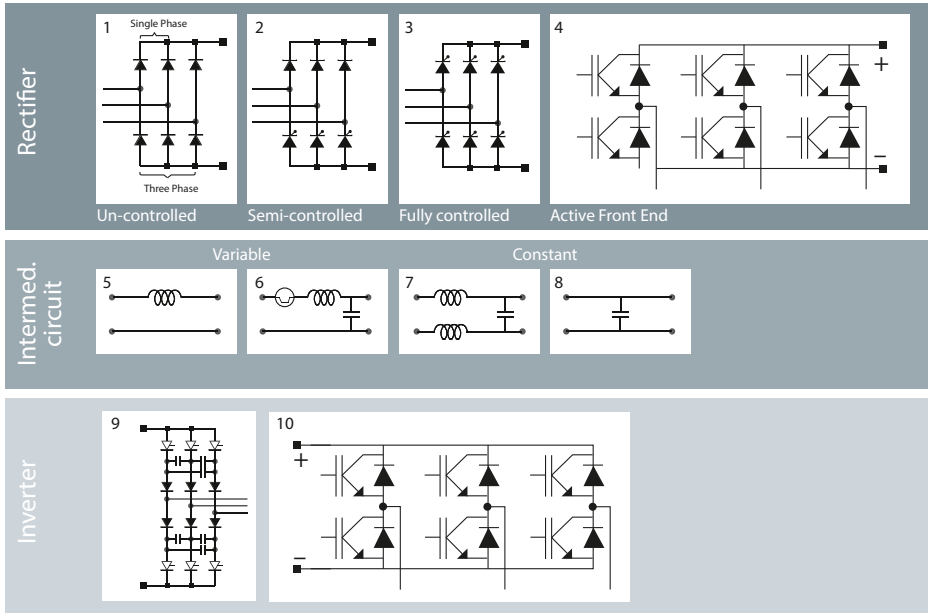 Rectifier
1
Single Phase
Three Phase
Un-controlled
2
Semi-controlled
3
Fully controlled
4
+
–
Active Front End
Intermed.
circuit
Variable
Constant
5
6
7
8
Inverter
9
10
+
–